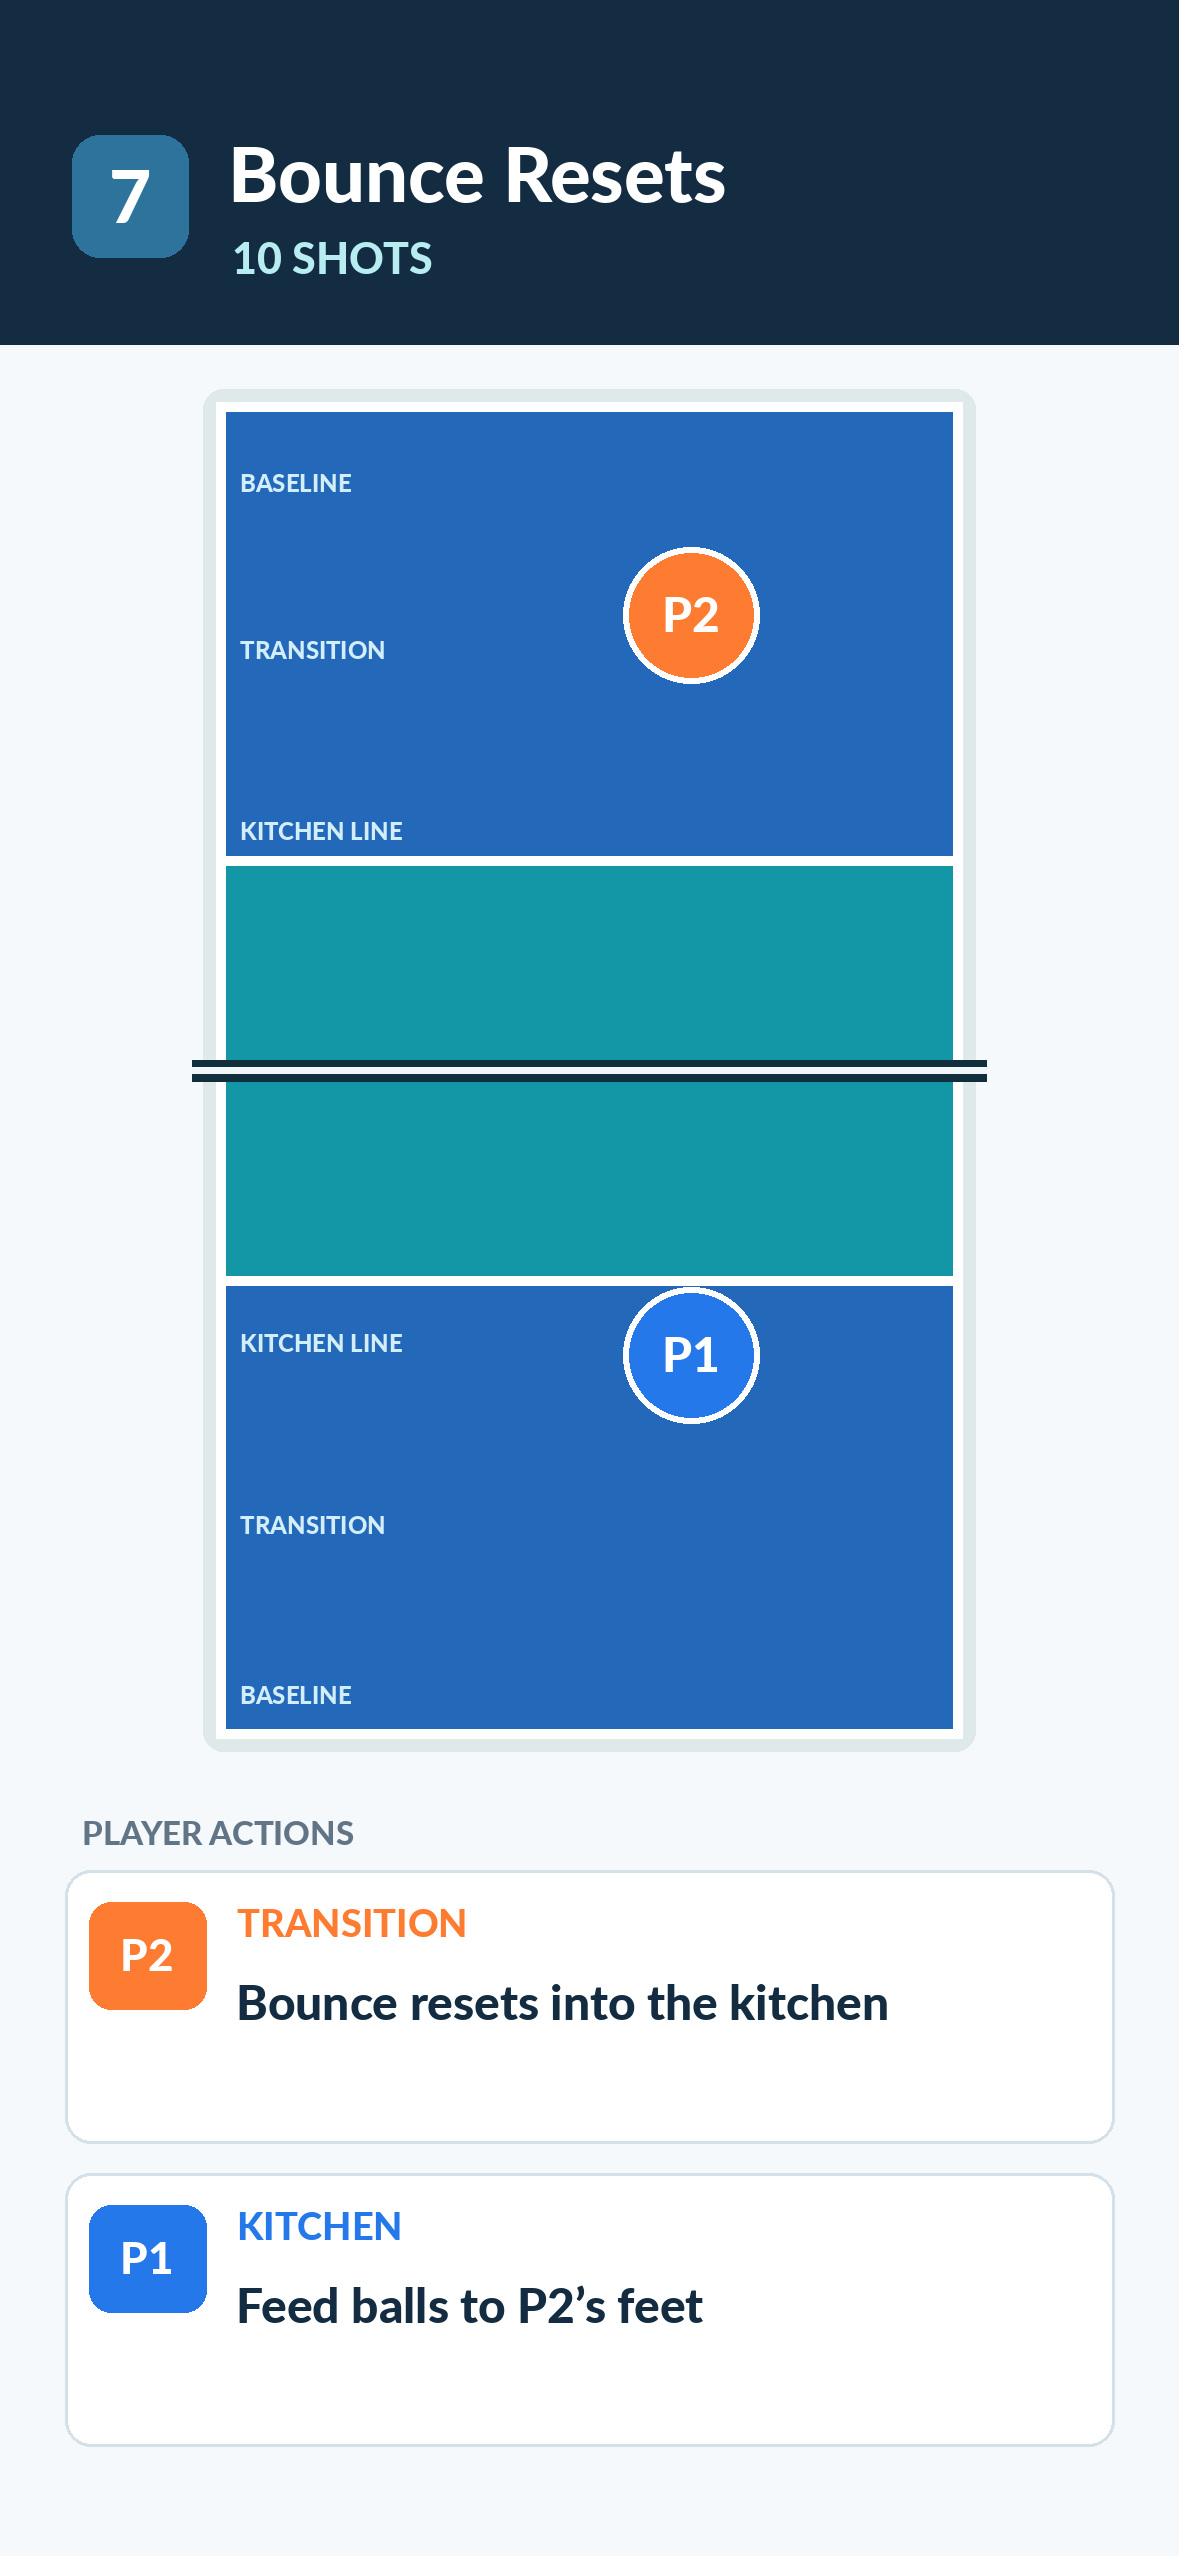 7
Bounce Resets
10 SHOTS
BASELINE
P2
TRANSITION
KITCHEN LINE
KITCHEN LINE
P1
TRANSITION
BASELINE
PLAYER ACTIONS
P2
TRANSITION
Bounce resets into the kitchen
P1
KITCHEN
Feed balls to P2’s feet